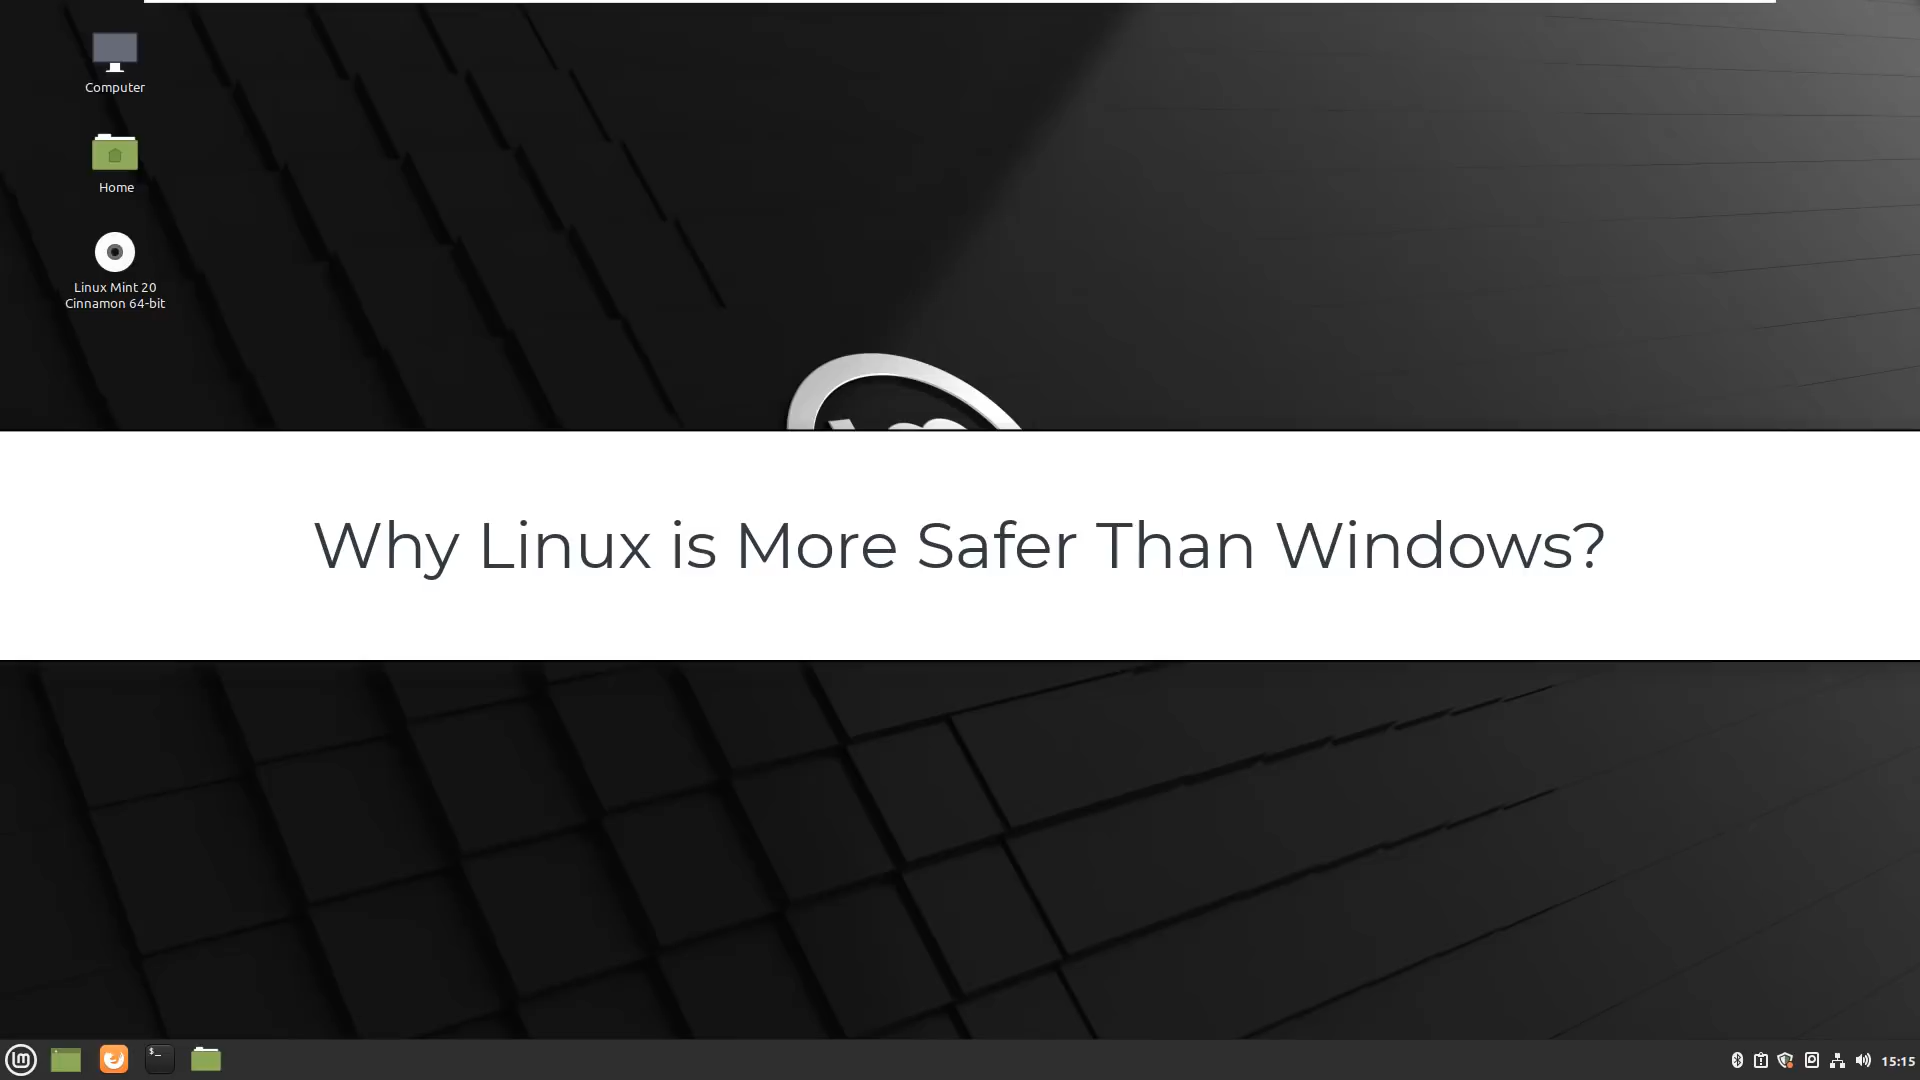 Computer
Home
Linux Mint 20
Cinnamon 64-bit
Why Linux is More Safer Than Windows?
15:15